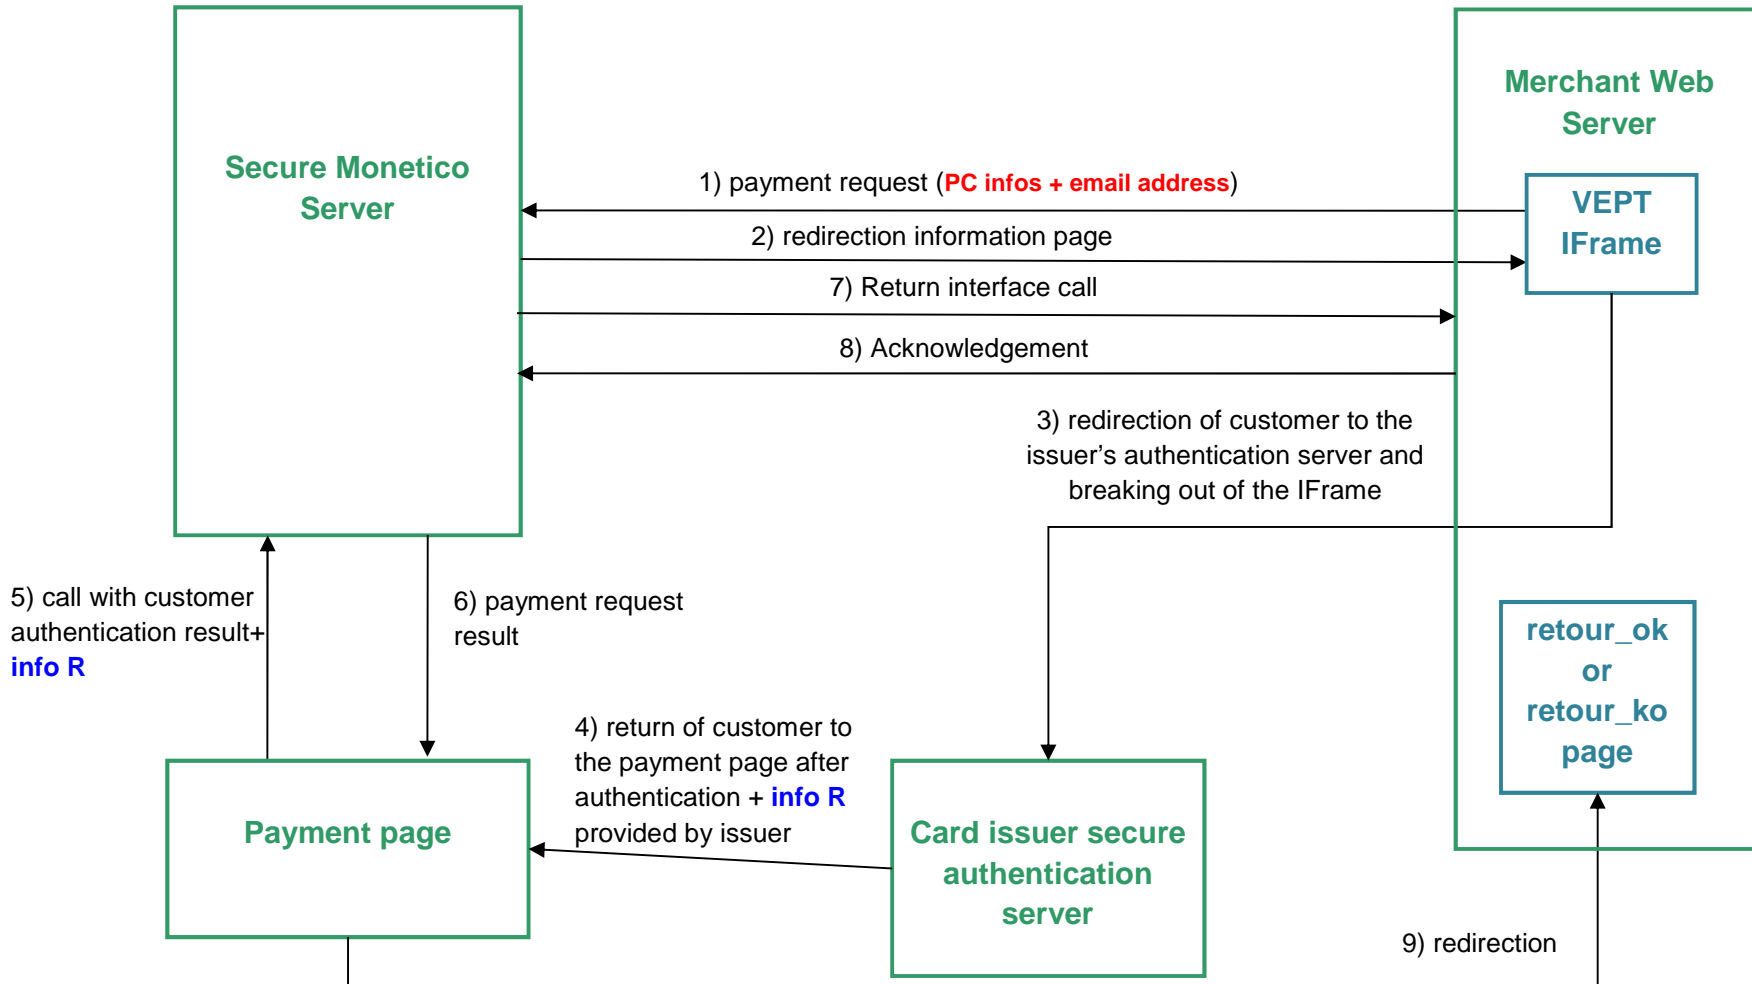 Secure Monetico
Server
Merchant Web
Server
1) payment request (PC infos + email address)
VEPT
IFrame
2) redirection information page
7) Return interface call
8) Acknowledgement
3) redirection of customer to the
issuer’s authentication server and
breaking out of the IFrame
5) call with customer
authentication result+
info R
6) payment request
result
retour_ok
or
retour_ko
page
4) return of customer to
the payment page after
authentication + info R
provided by issuer
Payment page
Card issuer secure
authentication
server
9) redirection